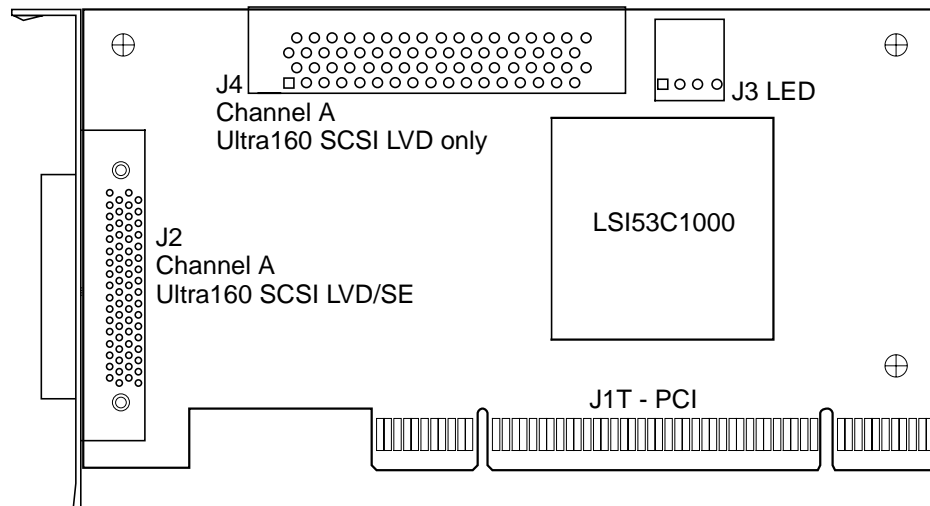 J4
Channel A
Ultra160 SCSI LVD only
J3 LED
LSI53C1000
J2
Channel A
Ultra160 SCSI LVD/SE
J1T - PCI